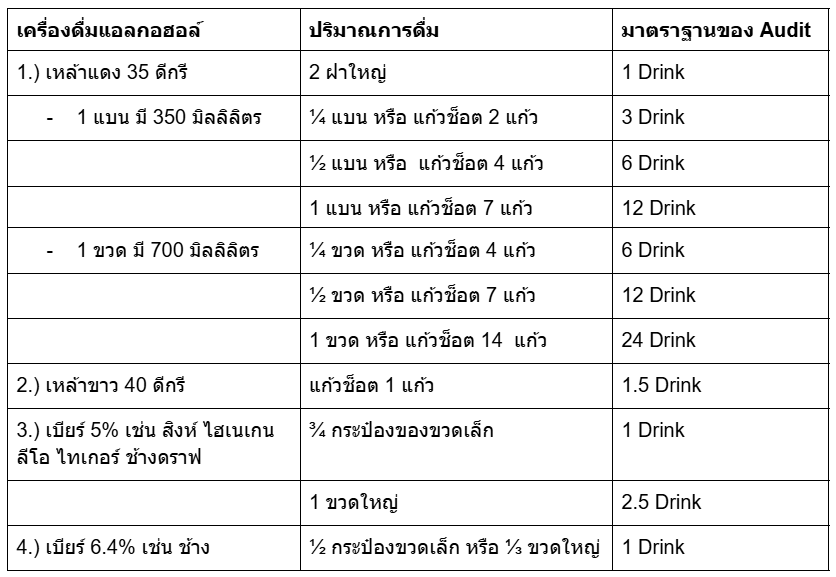 เครื่องดื่มแอลกอฮอล์ ปริมาณการดื่ม มาตราฐานของ Audit
1.) เหล้าแดง 35 ดีกรี 2 ฝาใหญ่ 1 Drink
- 1 แบน มี 350 มิลลิลิตร ¼ แบน หรือ แก้วช็อต 2 แก้ว 3 Drink
½ แบน หรือ แก้วช็อต 4 แก้ว 6 Drink
1 แบน หรือ แก้วช็อต 7 แก้ว 12 Drink
- 1 ขวด มี 700 มิลลิลิตร ¼ ขวด หรือ แก้วช็อต 4 แก้ว 6 Drink
½ ขวด หรือ แก้วช็อต 7 แก้ว 12 Drink
1 ขวด หรือ แก้วช็อต 14 แก้ว 24 Drink
2.) เหล้าขาว 40 ดีกรี แก้วช็อต 1 แก้ว 1.5 Drink
3.) เบียร์ 5% เช่น สิงห์ ไฮเนเกน ¾ กระป๋องของขวดเล็ก 1 Drink
ลีโอ ไทเกอร์ ช้างดราฟ
1 ขวดใหญ่ 2.5 Drink
4.) เบียร์ 6.4% เช่น ช้าง ½ กระป๋องขวดเล็ก หรือ ⅓ ขวดใหญ่ 1 Drink